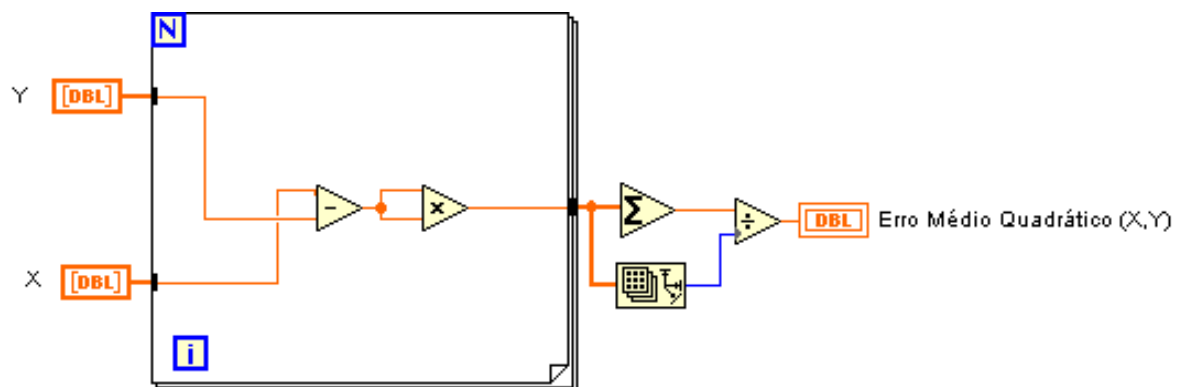 N
Y
[DBL]
−
×
Σ
÷
DBL
Erro Médio Quadrático (X,Y)
X
[DBL]
i